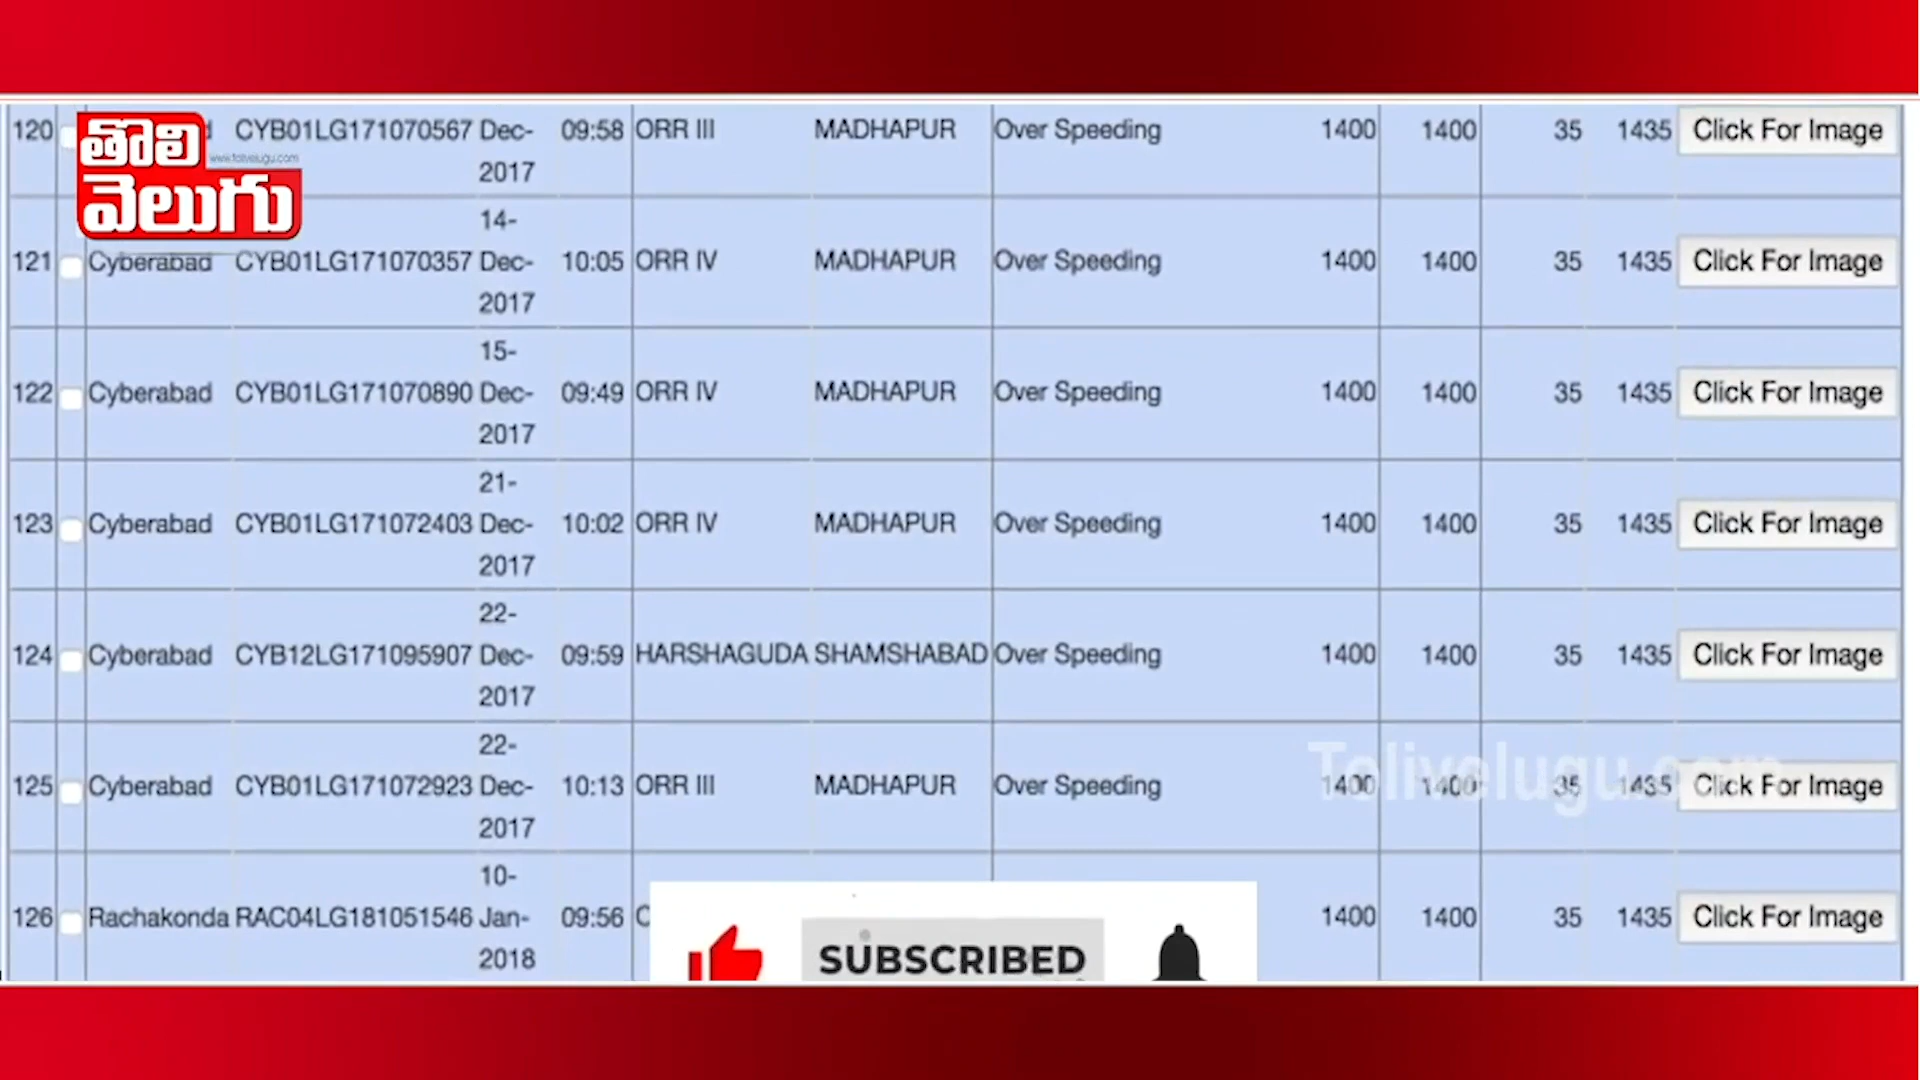 120 CYB01LG171070567 Dec-2017 09:58 ORR III MADHAPUR Over Speeding 1400 1400 35 1435 Click For Image
తొలి
www.tolivelugu.com
వెలుగు
121 Cyberabad CYB01LG171070357 14-Dec-2017 10:05 ORR IV MADHAPUR Over Speeding 1400 1400 35 1435 Click For Image
122 Cyberabad CYB01LG171070890 15-Dec-2017 09:49 ORR IV MADHAPUR Over Speeding 1400 1400 35 1435 Click For Image
123 Cyberabad CYB01LG171072403 21-Dec-2017 10:02 ORR IV MADHAPUR Over Speeding 1400 1400 35 1435 Click For Image
124 Cyberabad CYB12LG171095907 22-Dec-2017 09:59 HARSHAGUDA SHAMSHABAD Over Speeding 1400 1400 35 1435 Click For Image
125 Cyberabad CYB01LG171072923 22-Dec-2017 10:13 ORR III MADHAPUR Over Speeding 1400 1400 35 1435 Click For Image
Tolivelugu.com
126 Rachakonda RAC04LG181051546 10-Jan-2018 09:56 1400 1400 35 1435 Click For Image
SUBSCRIBED